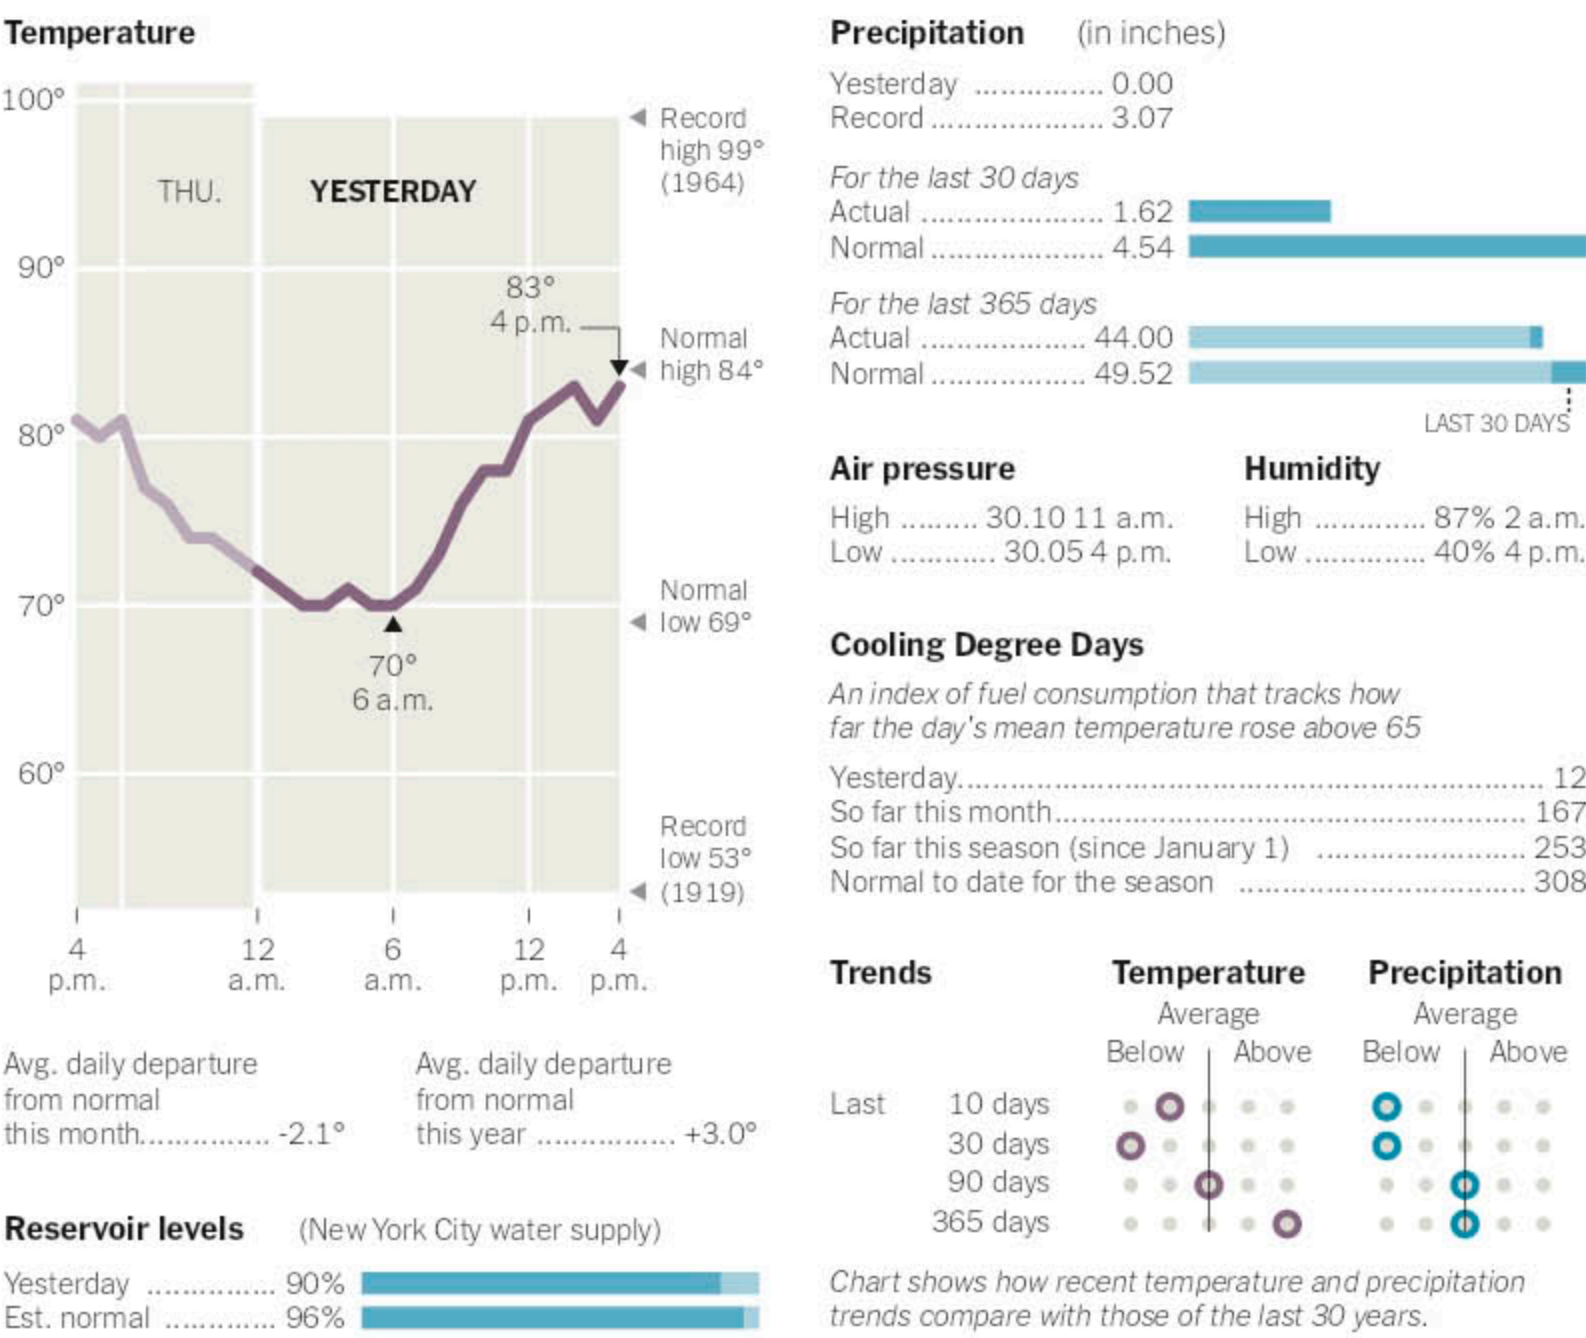 Temperature
100°
90°
80°
70°
60°
THU.
YESTERDAY
83°
4 p.m.
70°
6 a.m.
Record
high 99°
(1964)
Normal
high 84°
Normal
low 69°
Record
low 53°
(1919)
4 12 6 12 4
p.m. a.m. a.m. p.m. p.m.
Avg. daily departure
from normal
this month............... -2.1°
Avg. daily departure
from normal
this year ................ +3.0°
Reservoir levels (New York City water supply)
Yesterday ............... 90%
Est. normal ............. 96%
Precipitation (in inches)
Yesterday ............... 0.00
Record .................... 3.07
For the last 30 days
Actual ..................... 1.62
Normal .................... 4.54
For the last 365 days
Actual ................... 44.00
Normal .................. 49.52
LAST 30 DAYS
Air pressure
High ......... 30.10 11 a.m.
Low ............ 30.05 4 p.m.
Humidity
High ............. 87% 2 a.m.
Low .............. 40% 4 p.m.
Cooling Degree Days
An index of fuel consumption that tracks how
far the day's mean temperature rose above 65
Yesterday.................................................................... 12
So far this month....................................................... 167
So far this season (since January 1) ........................ 253
Normal to date for the season ................................. 308
Trends Temperature Precipitation
Average Average
Below Above Below Above
Last 10 days
30 days
90 days
365 days
Chart shows how recent temperature and precipitation
trends compare with those of the last 30 years.